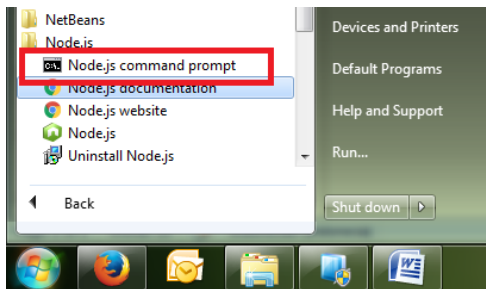 NetBeans
Node.js
Node.js command prompt
Node.js documentation
Node.js website
Node.js
Uninstall Node.js
Back
Devices and Printers
Default Programs
Help and Support
Run...
Shut down